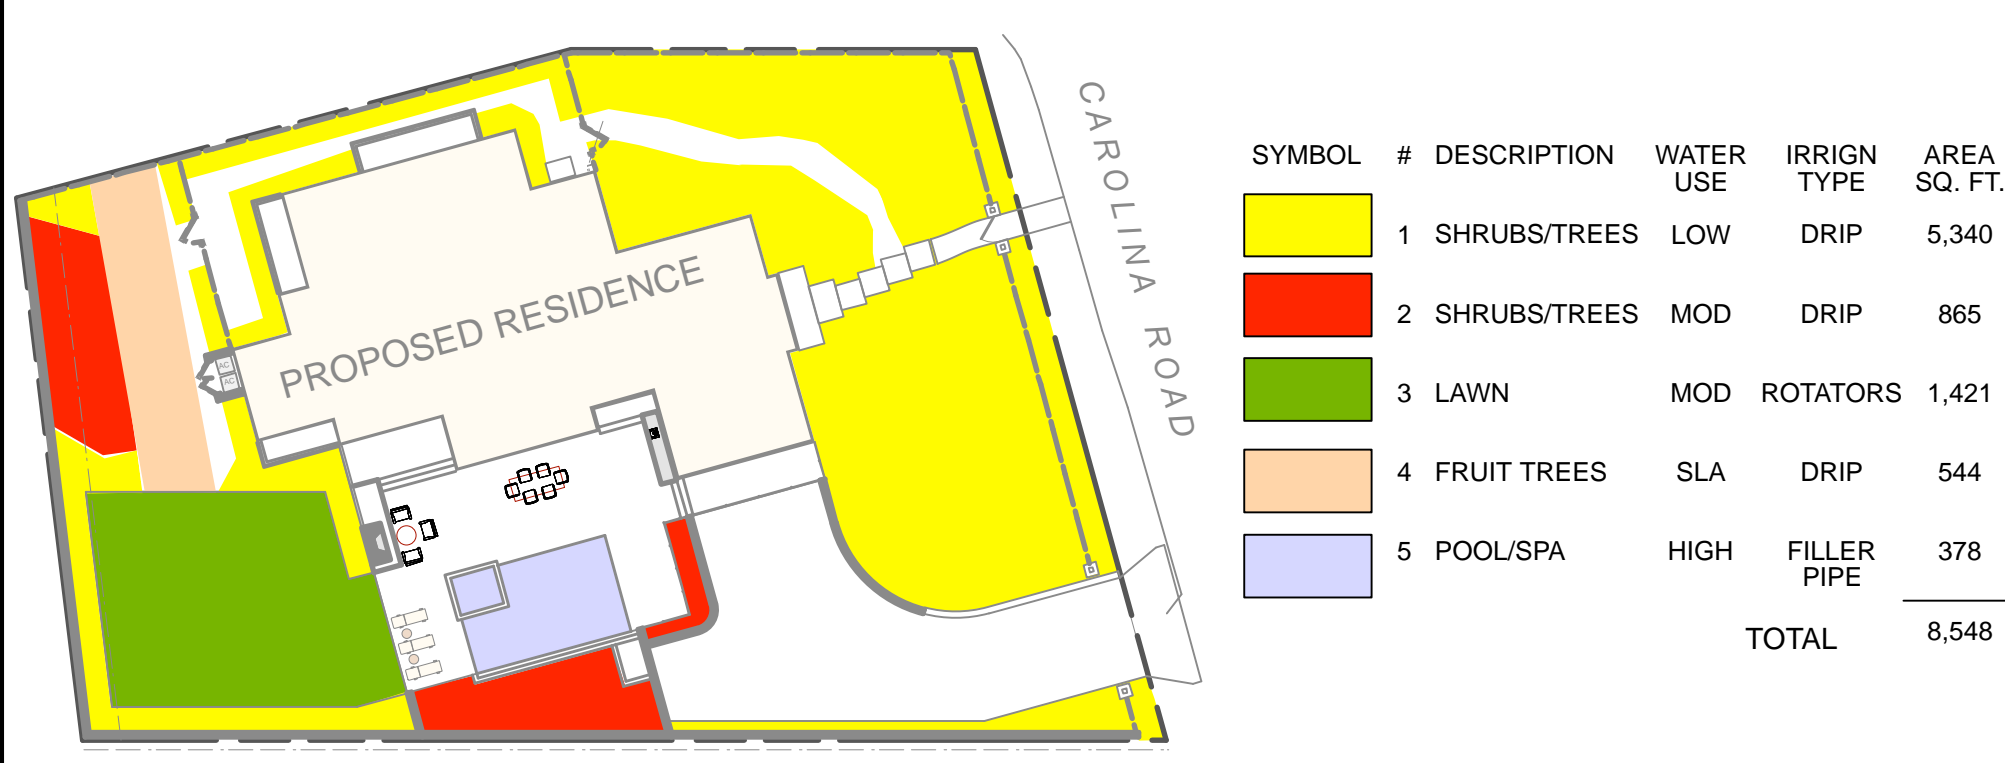 CAROLINA ROAD
PROPOSED RESIDENCE
AC
AC
SYMBOL # DESCRIPTION WATER USE IRRIGN TYPE AREA SQ. FT.
1 SHRUBS/TREES LOW DRIP 5,340
2 SHRUBS/TREES MOD DRIP 865
3 LAWN MOD ROTATORS 1,421
4 FRUIT TREES SLA DRIP 544
5 POOL/SPA HIGH FILLER PIPE 378
TOTAL 8,548